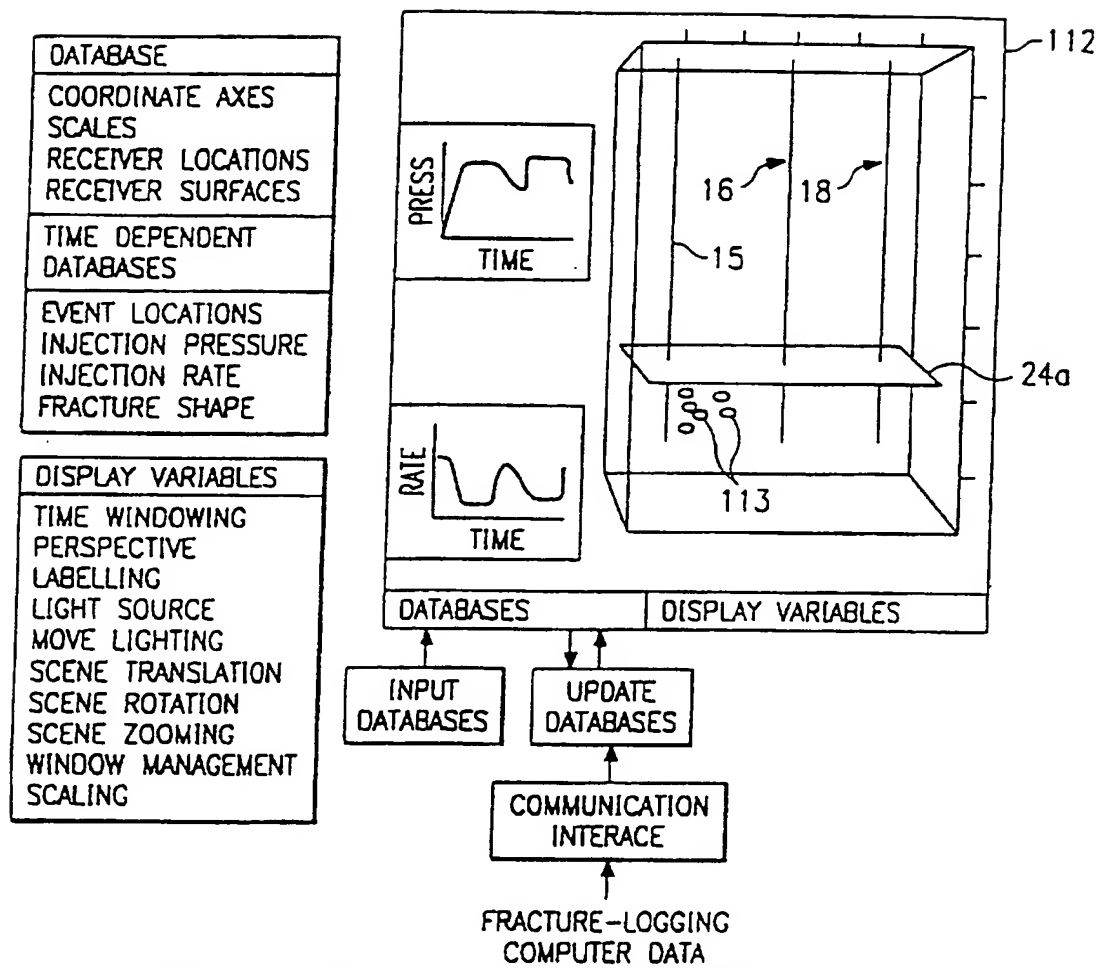 DATABASE
COORDINATE AXES
SCALES
RECEIVER LOCATIONS
RECEIVER SURFACES
TIME DEPENDENT
DATABASES
EVENT LOCATIONS
INJECTION PRESSURE
INJECTION RATE
FRACTURE SHAPE
DISPLAY VARIABLES
TIME WINDOWING
PERSPECTIVE
LABELLING
LIGHT SOURCE
MOVE LIGHTING
SCENE TRANSLATION
SCENE ROTATION
SCENE ZOOMING
WINDOW MANAGEMENT
SCALING
112
PRESS
TIME
16
18
15
24a
113
RATE
TIME
DATABASES
DISPLAY VARIABLES
INPUT
DATABASES
UPDATE
DATABASES
COMMUNICATION
INTERACE
FRACTURE-LOGGING
COMPUTER DATA